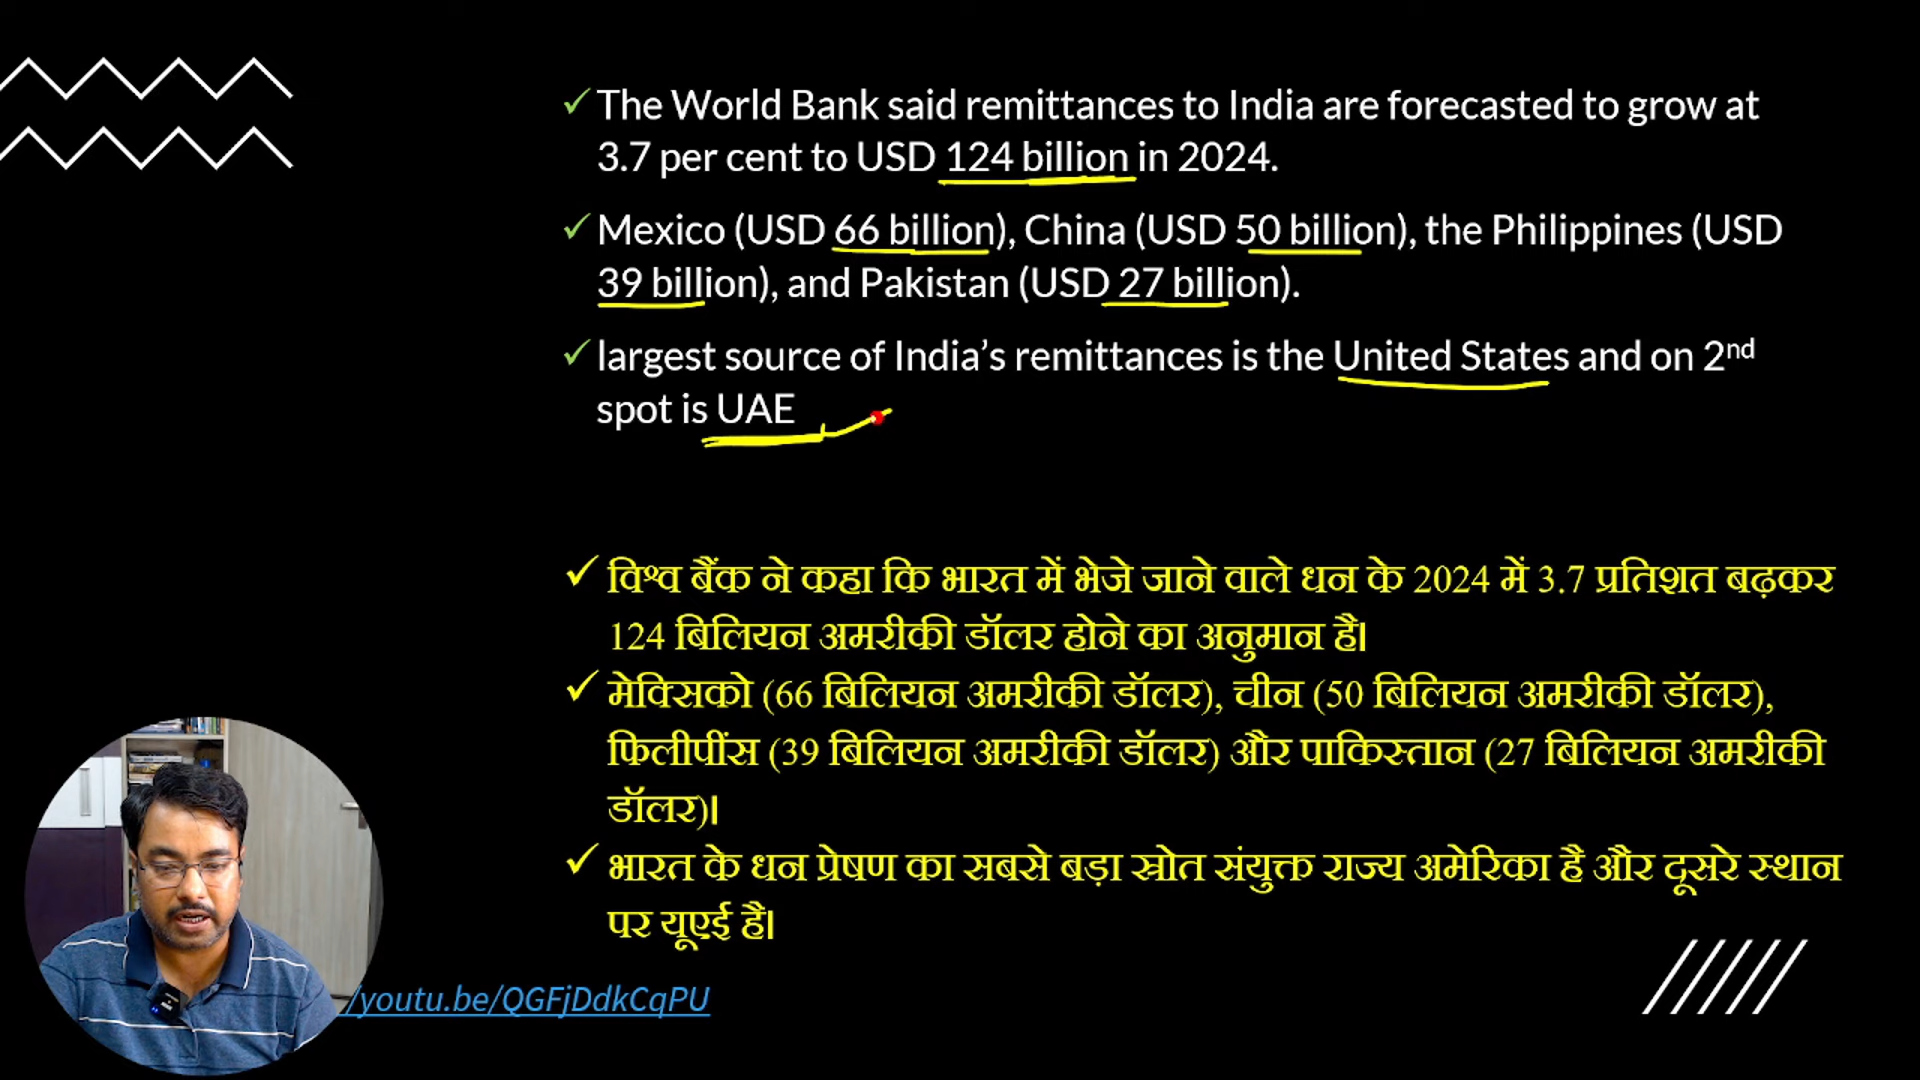 The World Bank said remittances to India are forecasted to grow at
3.7 per cent to USD 124 billion in 2024.
Mexico (USD 66 billion), China (USD 50 billion), the Philippines (USD
39 billion), and Pakistan (USD 27 billion).
largest source of India’s remittances is the United States and on 2nd
spot is UAE
विश्व बैंक ने कहा कि भारत में भेजे जाने वाले धन के 2024 में 3.7 प्रतिशत बढ़कर
124 बिलियन अमरीकी डॉलर होने का अनुमान है।
मेक्सिको (66 बिलियन अमरीकी डॉलर), चीन (50 बिलियन अमरीकी डॉलर),
फिलीपींस (39 बिलियन अमरीकी डॉलर) और पाकिस्तान (27 बिलियन अमरीकी
डॉलर)।
भारत के धन प्रेषण का सबसे बड़ा स्रोत संयुक्त राज्य अमेरिका है और दूसरे स्थान
पर यूएई है।
/youtu.be/QGFjDdkCqPU